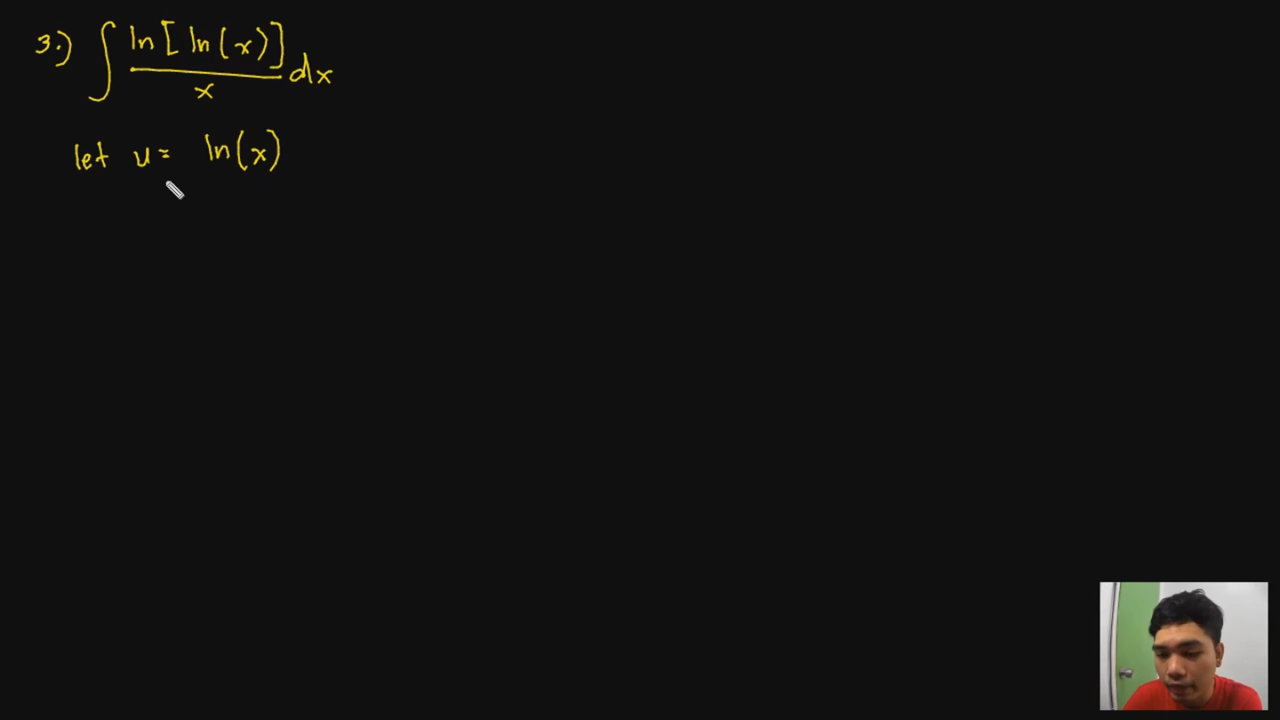 3.) ∫ ln[ln(x)]/x dx
let u = ln(x)